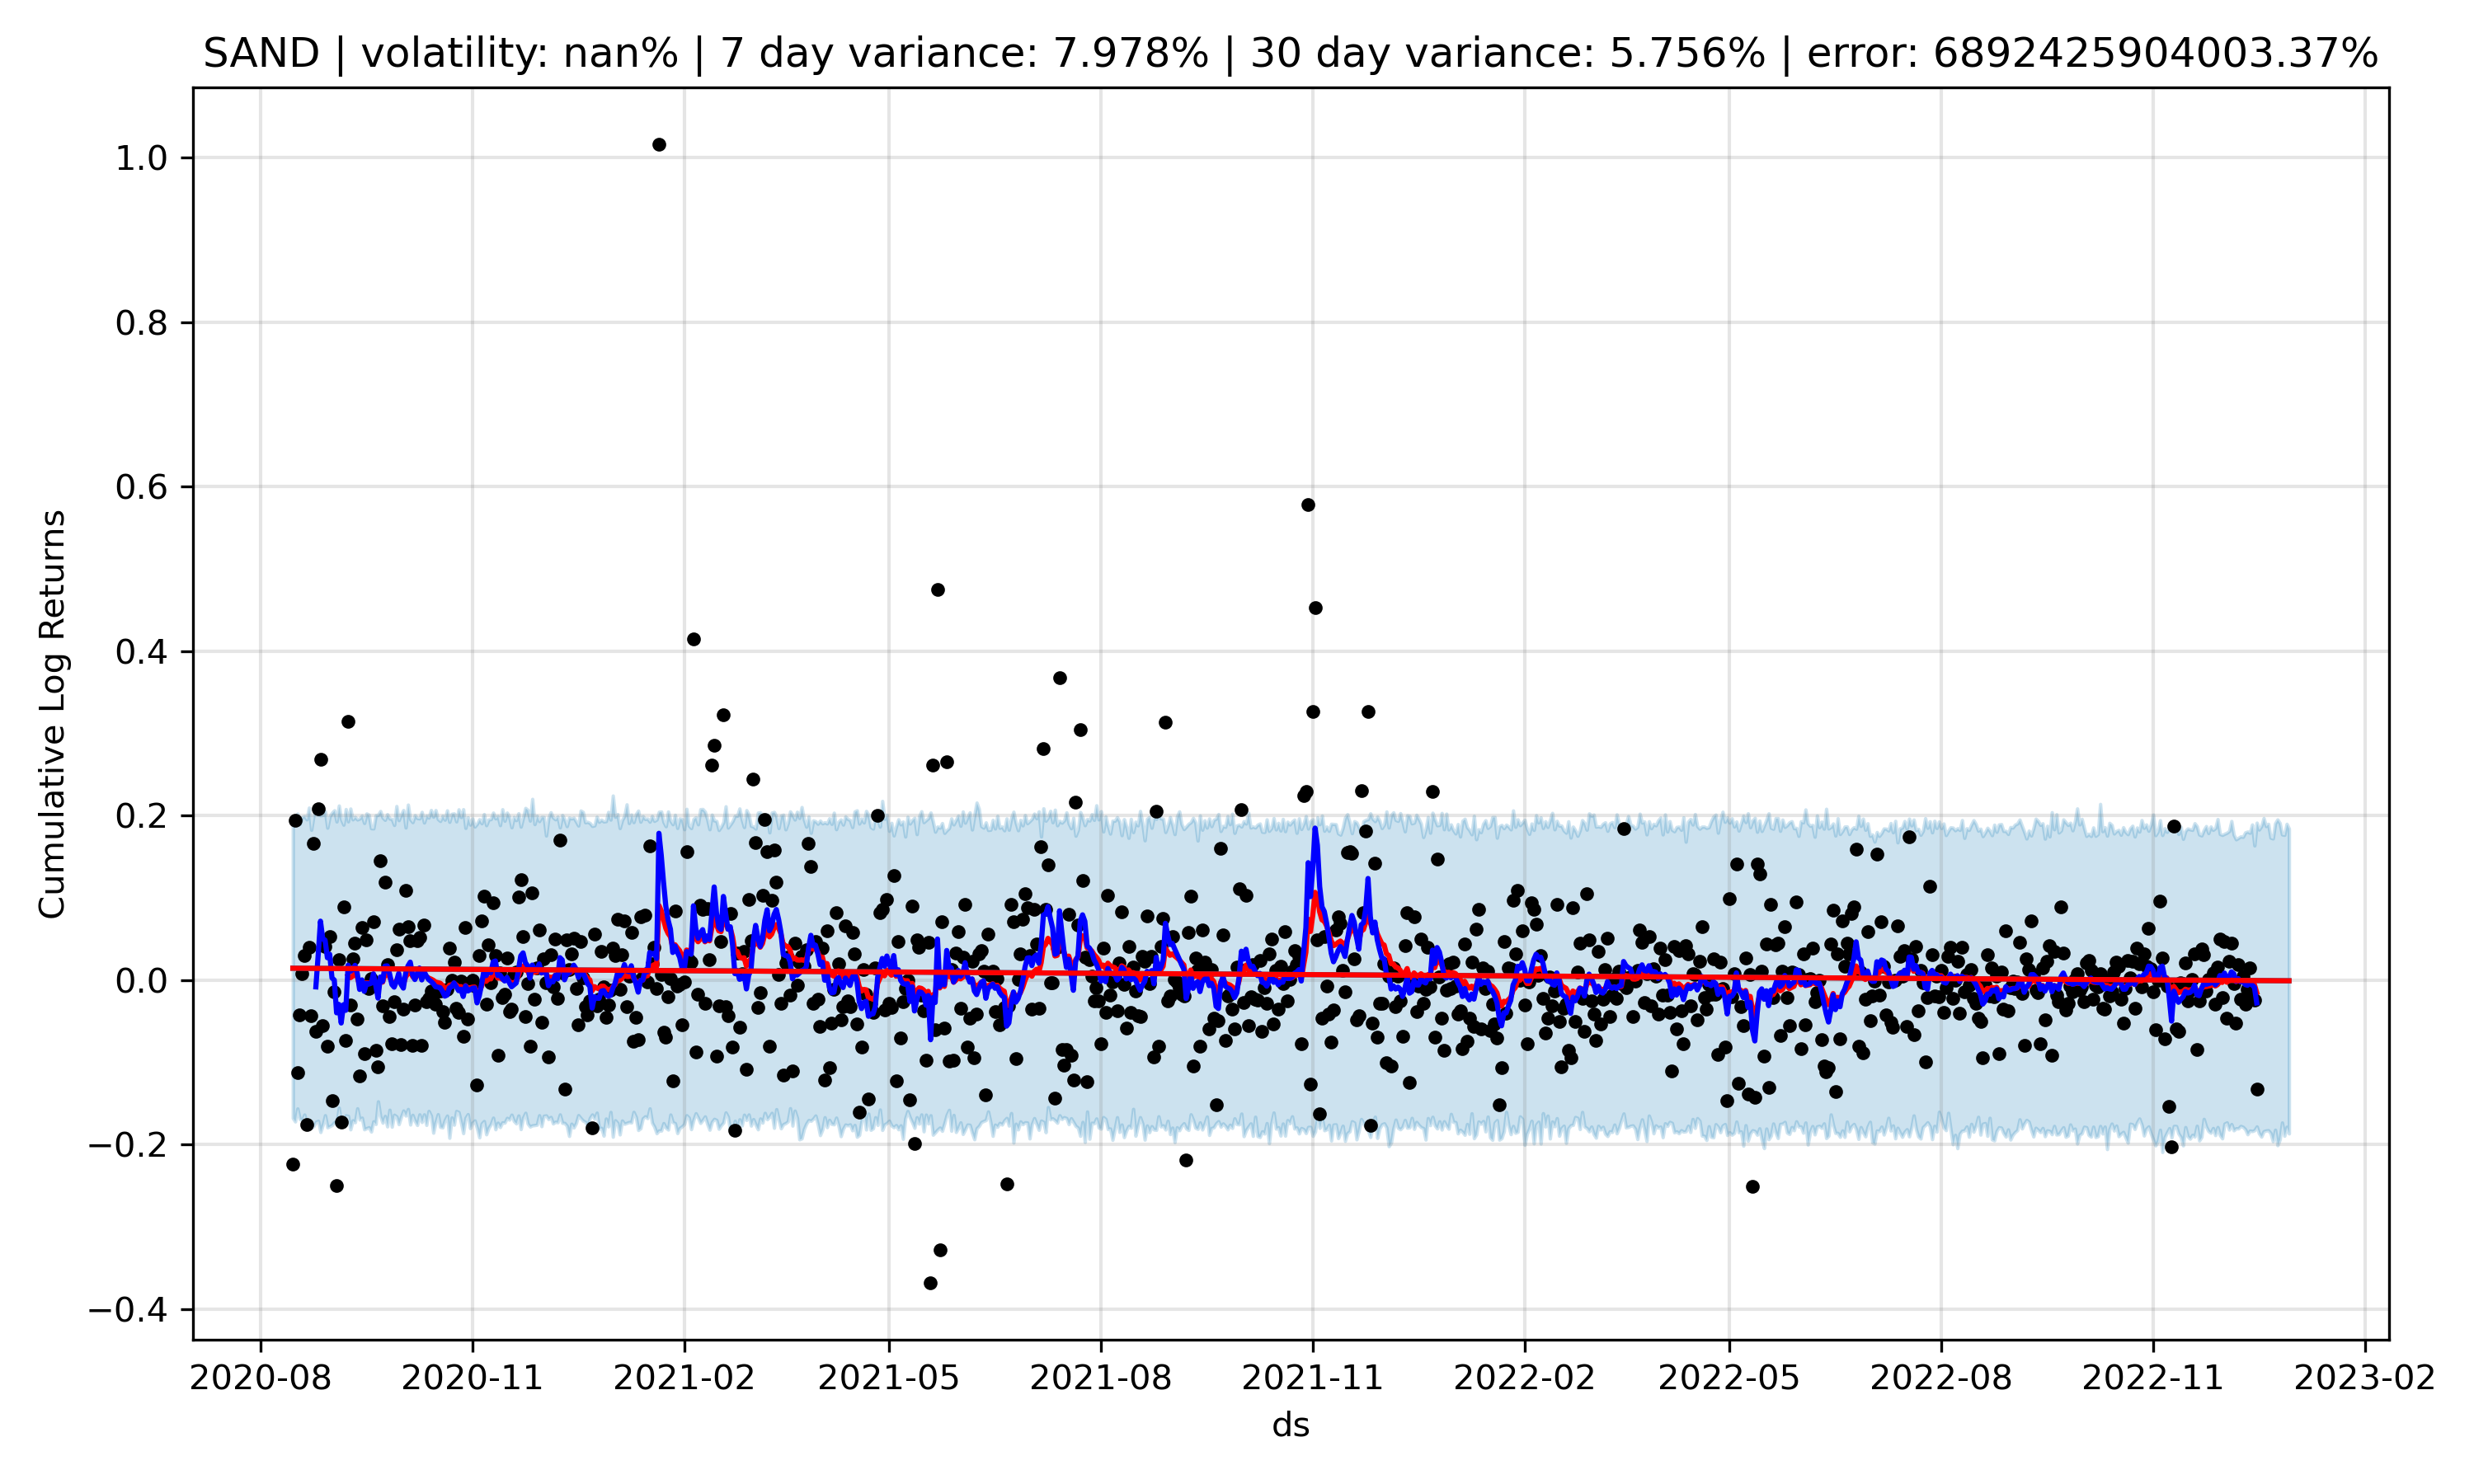 SAND | volatility: nan% | 7 day variance: 7.978% | 30 day variance: 5.756% | error: 6892425904003.37%
Cumulative Log Returns
1.0
0.8
0.6
0.4
0.2
0.0
−0.2
−0.4
2020-08 2020-11 2021-02 2021-05 2021-08 2021-11 2022-02 2022-05 2022-08 2022-11 2023-02
ds